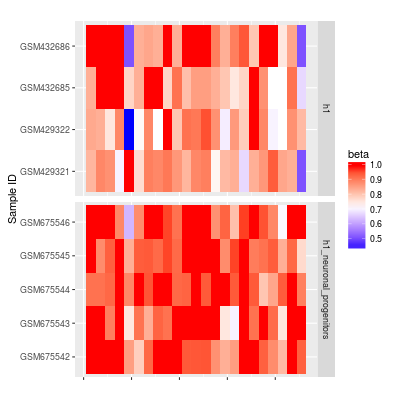 GSM432686
GSM432685
GSM429322
GSM429321
h1
GSM675546
GSM675545
GSM675544
GSM675543
GSM675542
h1_neuronal_progenitors
Sample ID
beta
1.0
0.9
0.8
0.7
0.6
0.5